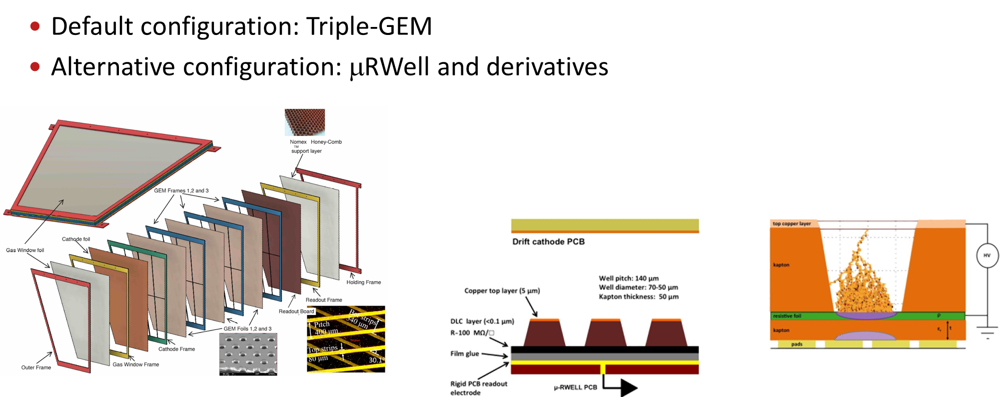 • Default configuration: Triple-GEM
• Alternative configuration: μRWell and derivatives
Nomex Honey-Comb
TM
support layer
GEM Frames 1,2 and 3
Cathode foil
Gas Window foil
Holding Frame
Readout Frame
Readout Board
GEM Foils 1,2 and 3
Cathode Frame
Gas Window Frame
Outer Frame
Pitch
400 μm
Bot strips
340 μm
Top strips
80 μm
30.1°
Drift cathode PCB
Well pitch: 140 μm
Well diameter: 70-50 μm
Kapton thickness: 50 μm
Copper top layer (5 μm)
DLC layer (<0.1 μm)
R~100 MΩ/□
Film glue
Rigid PCB readout
electrode
μ-RWELL PCB
top copper layer
kapton
HV
resistive foil
ρ
kapton
εr
t
pads